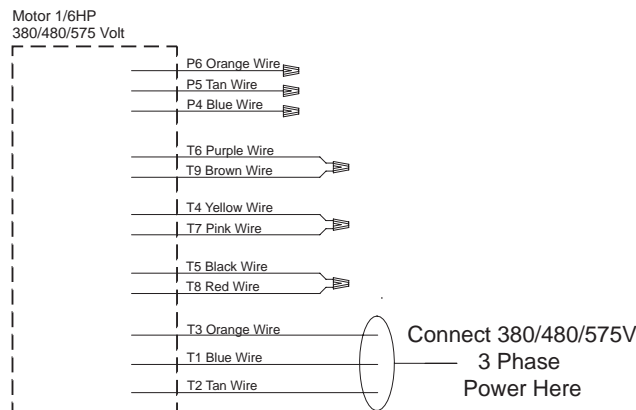 Motor 1/6HP
380/480/575 Volt
P6 Orange Wire
P5 Tan Wire
P4 Blue Wire
T6 Purple Wire
T9 Brown Wire
T4 Yellow Wire
T7 Pink Wire
T5 Black Wire
T8 Red Wire
T3 Orange Wire
T1 Blue Wire
T2 Tan Wire
Connect 380/480/575V
3 Phase
Power Here